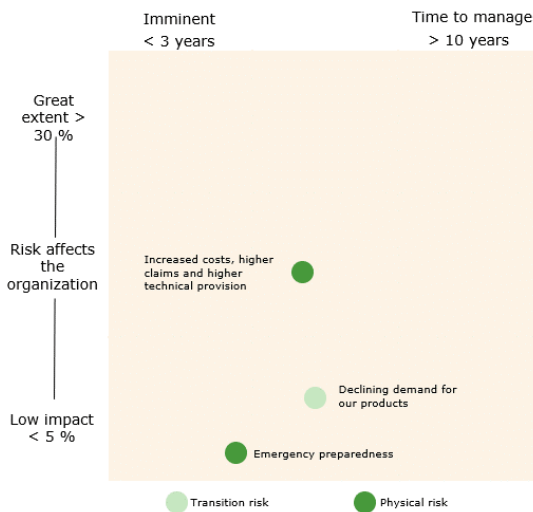 Imminent
< 3 years
Time to manage
> 10 years
Great
extent >
30 %
Risk affects
the
organization
Low impact
< 5 %
Increased costs, higher
claims and higher
technical provision
Declining demand for
our products
Emergency preparedness
Transition risk
Physical risk